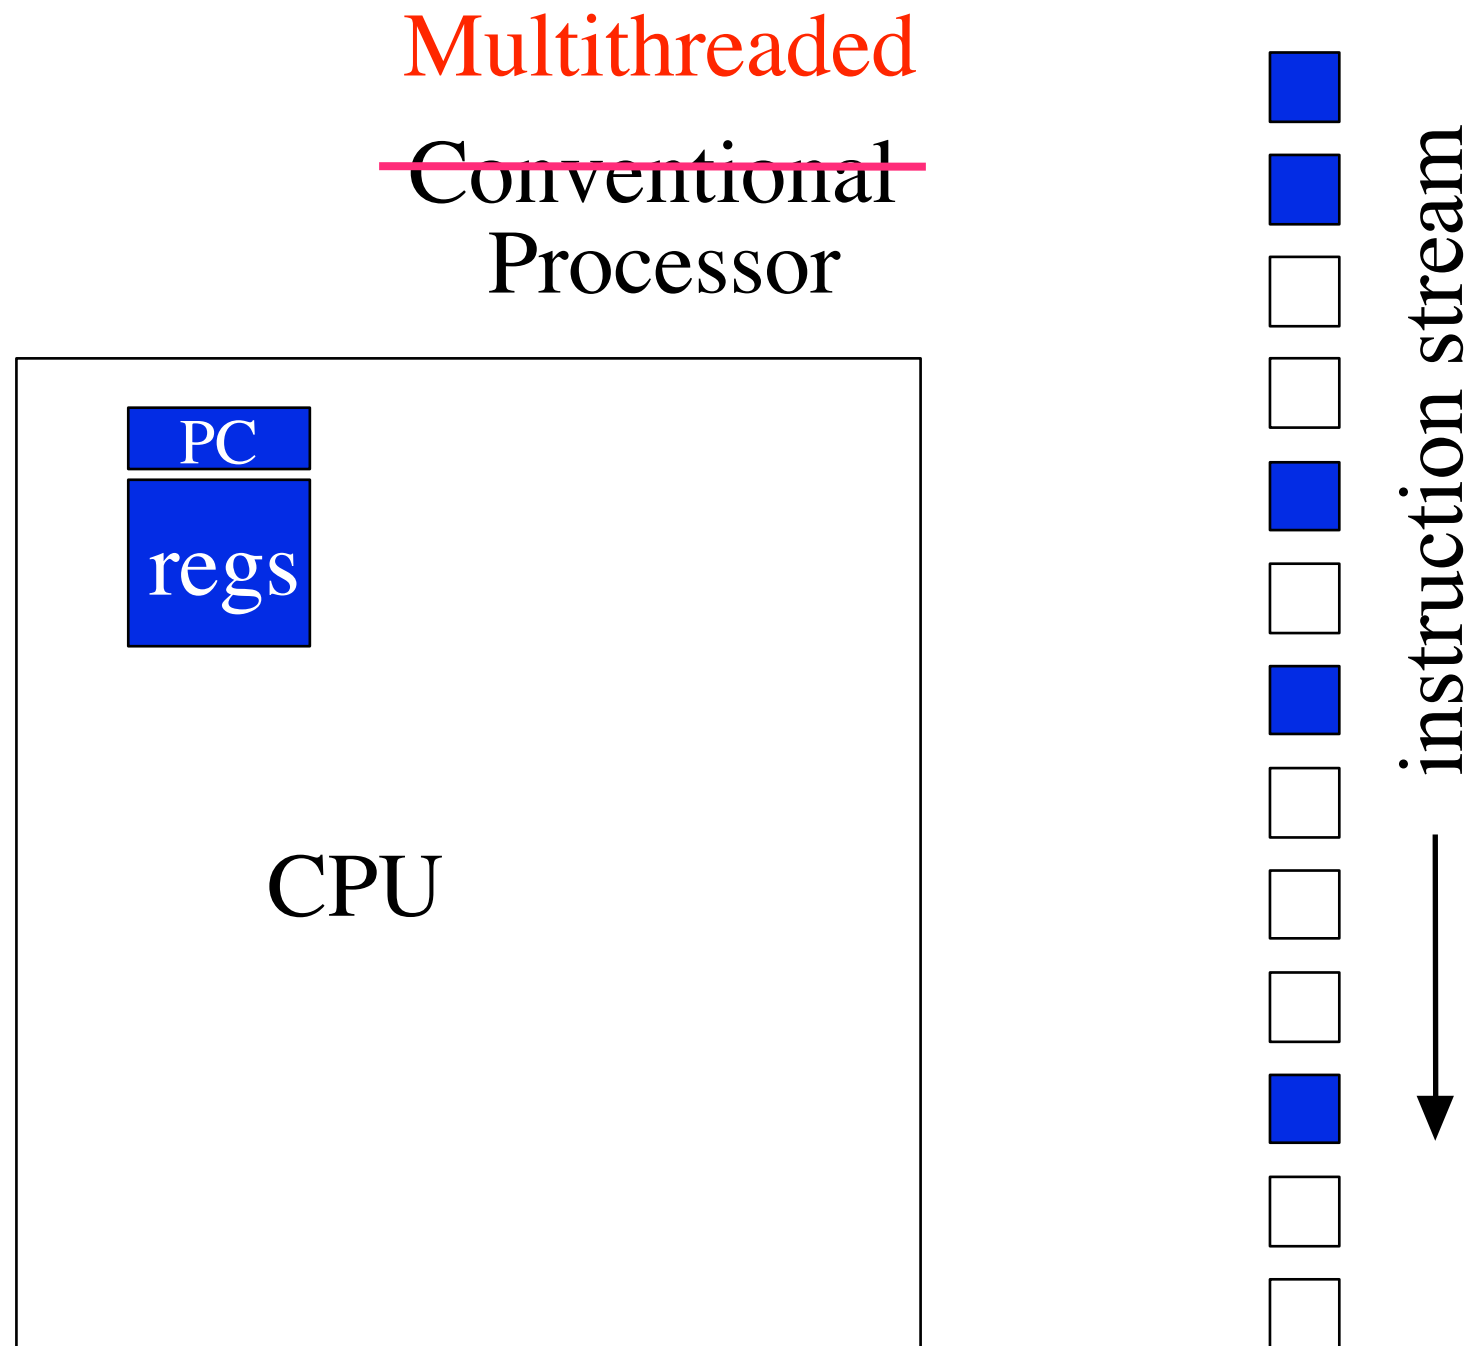 Multithreaded
Conventional
Processor
PC
regs
CPU
instruction stream